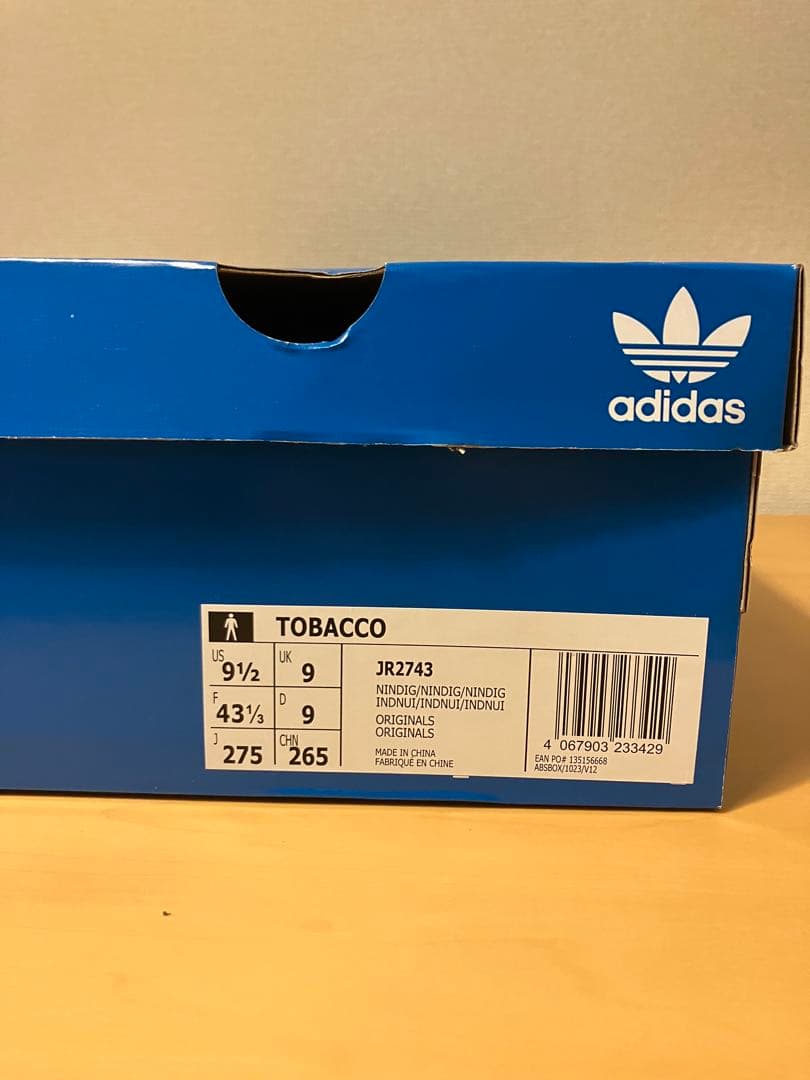 adidas
TOBACCO
US 9½ UK 9
F 43⅓ D 9
J 275 CHN 265
JR2743
NINDIG/NINDIG/NINDIG
INDNUI/INDNUI/INDNUI
ORIGINALS
ORIGINALS
MADE IN CHINA
FABRIQUÉ EN CHINE
4 067903 233429
EAN PO# 135156668
ABSBOX/1023/V12